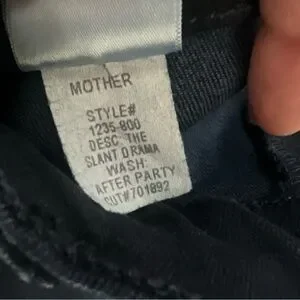 MOTHER
STYLE#
1235-800
DESC THE
SLANT DRAMA
WASH:
AFTER PARTY
CUT#701892